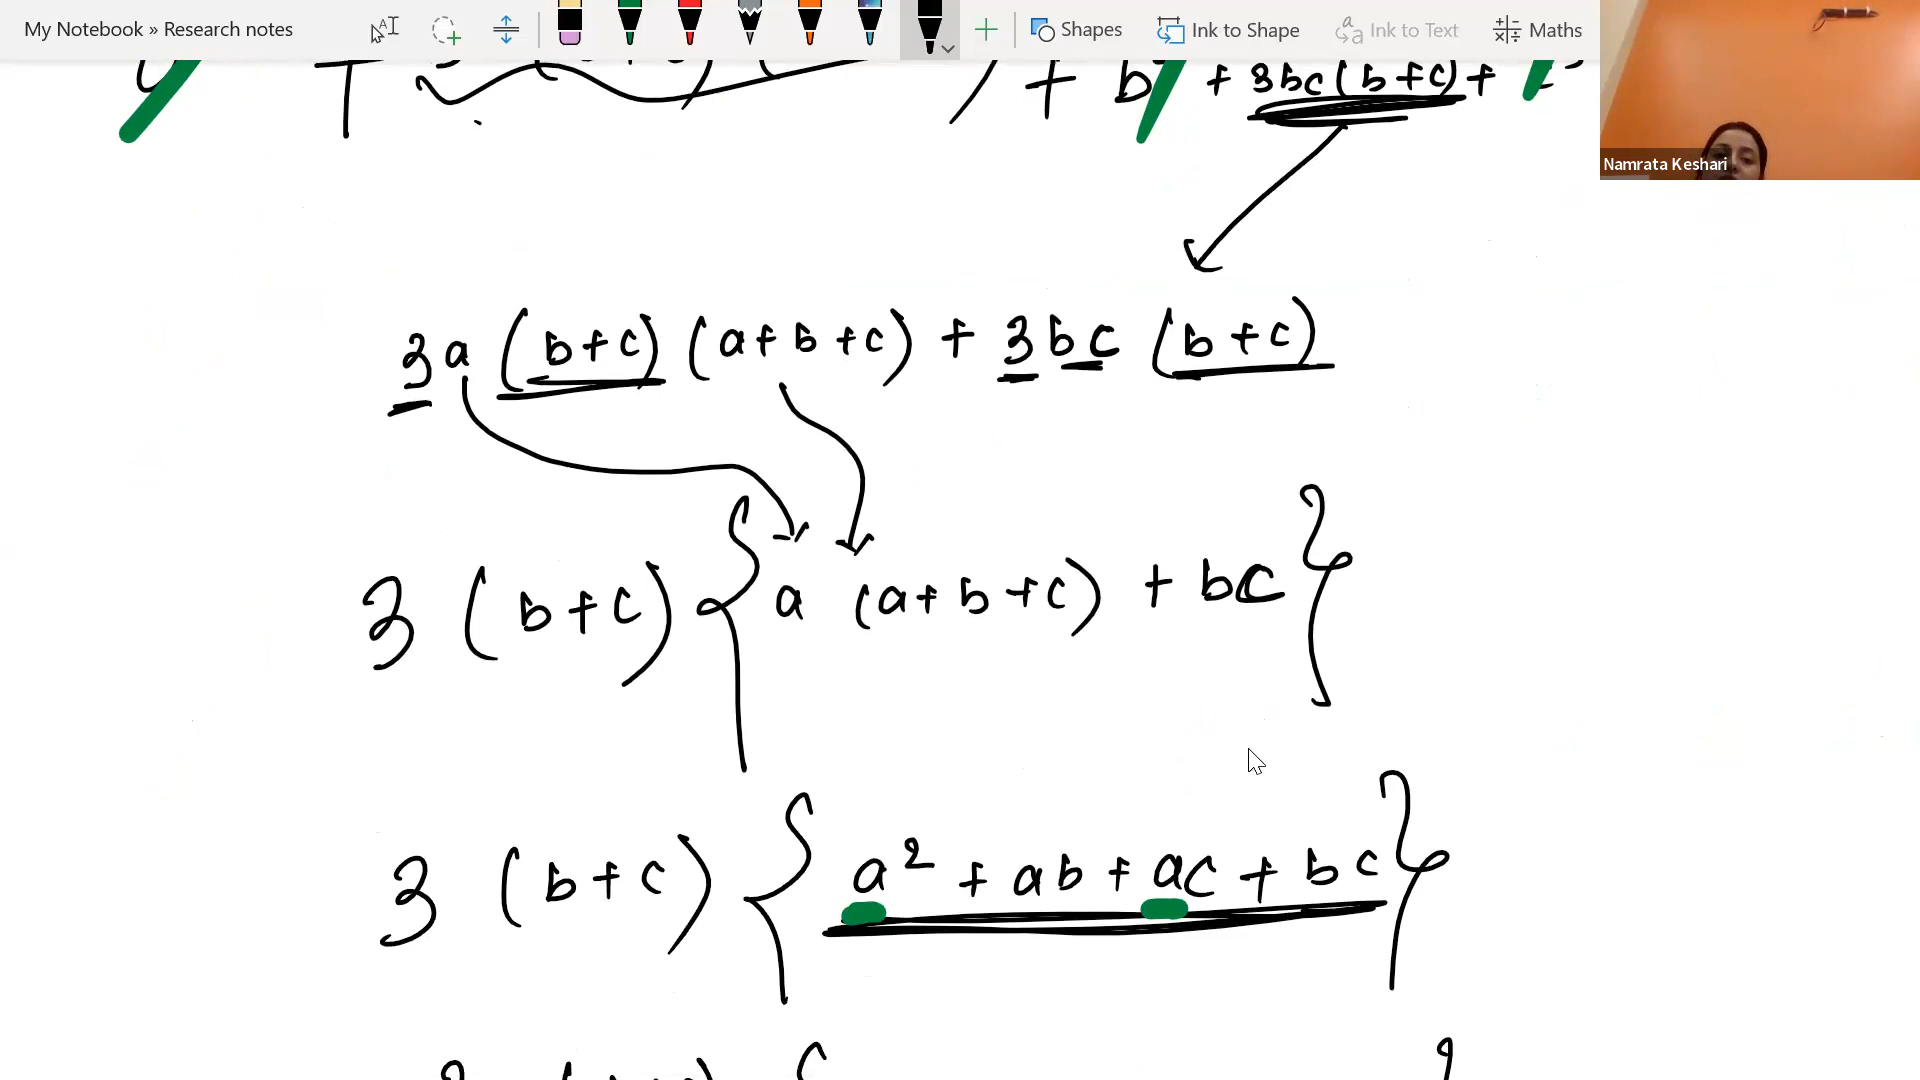 My Notebook » Research notes
Shapes Ink to Shape Ink to Text Maths
+ b + 3bc (b+c) +
Namrata Keshari
3a (b+c) (a+b+c) + 3bc (b+c)
3 (b+c) { a (a+b+c) + bc }
3 (b+c) { a² + ab + ac + bc }